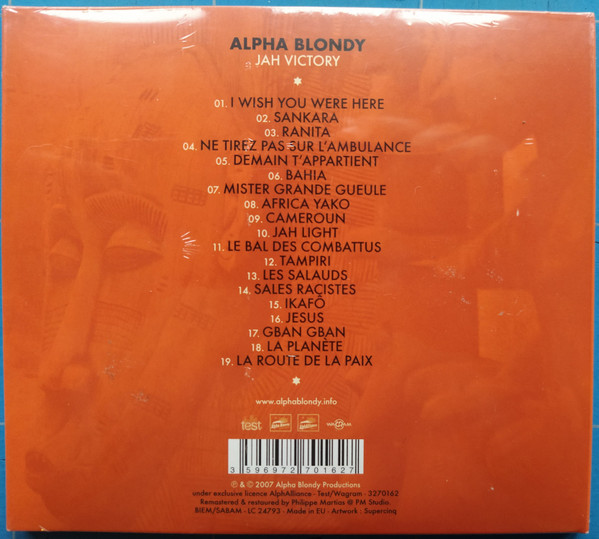 ALPHA BLONDY
JAH VICTORY
01. I WISH YOU WERE HERE
02. SANKARA
03. RANITA
04. NE TIREZ PAS SUR L'AMBULANCE
05. DEMAIN T'APPARTIENT
06. BAHIA
07. MISTER GRANDE GUEULE
08. AFRICA YAKO
09. CAMEROUN
10. JAH LIGHT
11. LE BAL DES COMBATTUS
12. TAMPIRI
13. LES SALAUDS
14. SALES RACISTES
15. IKAFÔ
16. JESUS
17. GBAN GBAN
18. LA PLANÈTE
19. LA ROUTE DE LA PAIX
www.alphablondy.info
test
3 596972 701627
℗ & © 2007 Alpha Blondy Productions
under exclusive licence AlphAlliance - Test/Wagram : 3270162
Remastered & restaured by Philippe Martias @ PM Studio.
BIEM/SABAM - LC 24793 - Made in EU - Artwork : Supercinq